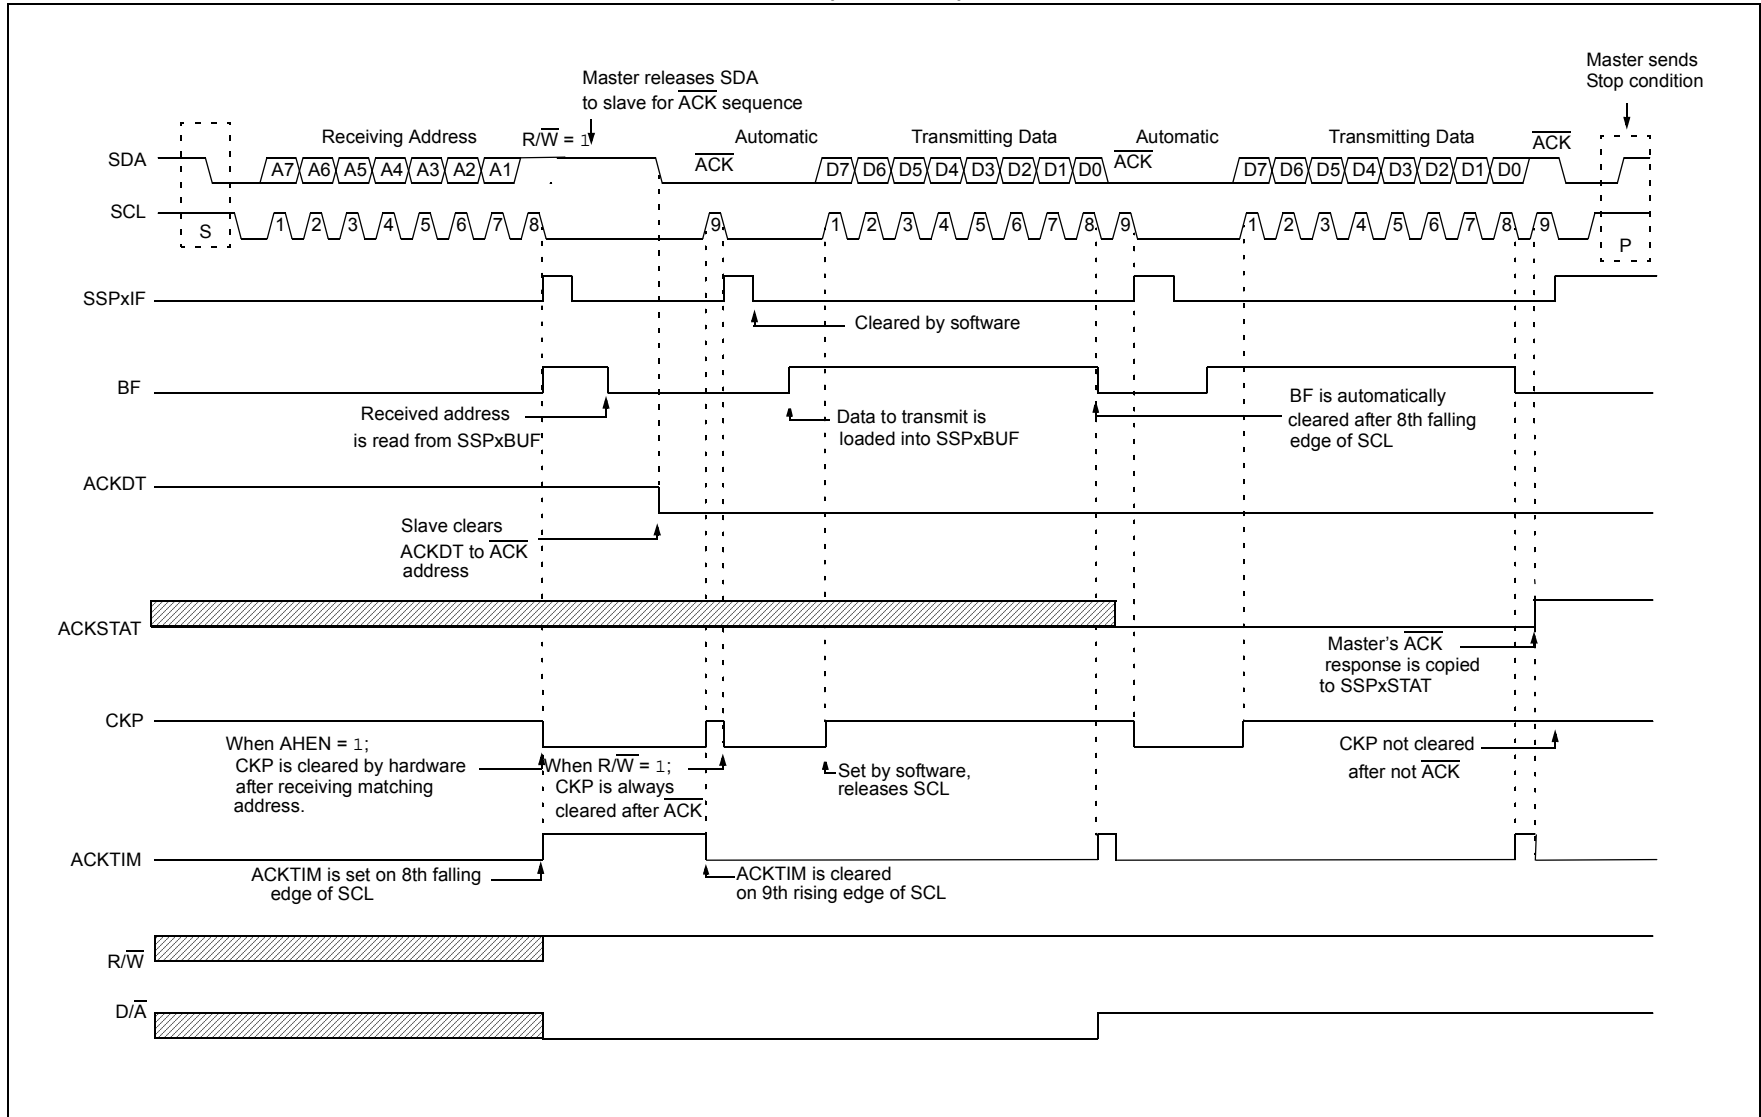 Master sends
Stop condition
Master releases SDA
to slave for ACK sequence
Receiving Address
R/W = 1
Automatic
Transmitting Data
Automatic
Transmitting Data
ACK
SDA
A7 A6 A5 A4 A3 A2 A1
ACK
D7 D6 D5 D4 D3 D2 D1 D0
ACK
D7 D6 D5 D4 D3 D2 D1 D0
SCL
S
1 2 3 4 5 6 7 8 9
1 2 3 4 5 6 7 8 9
1 2 3 4 5 6 7 8 9
P
SSPxIF
Cleared by software
BF
Received address
is read from SSPxBUF
Data to transmit is
loaded into SSPxBUF
BF is automatically
cleared after 8th falling
edge of SCL
ACKDT
Slave clears
ACKDT to ACK
address
ACKSTAT
Master's ACK
response is copied
to SSPxSTAT
CKP
When AHEN = 1;
CKP is cleared by hardware
after receiving matching
address.
When R/W = 1;
CKP is always
cleared after ACK
Set by software,
releases SCL
CKP not cleared
after not ACK
ACKTIM
ACKTIM is set on 8th falling
edge of SCL
ACKTIM is cleared
on 9th rising edge of SCL
R/W
D/A